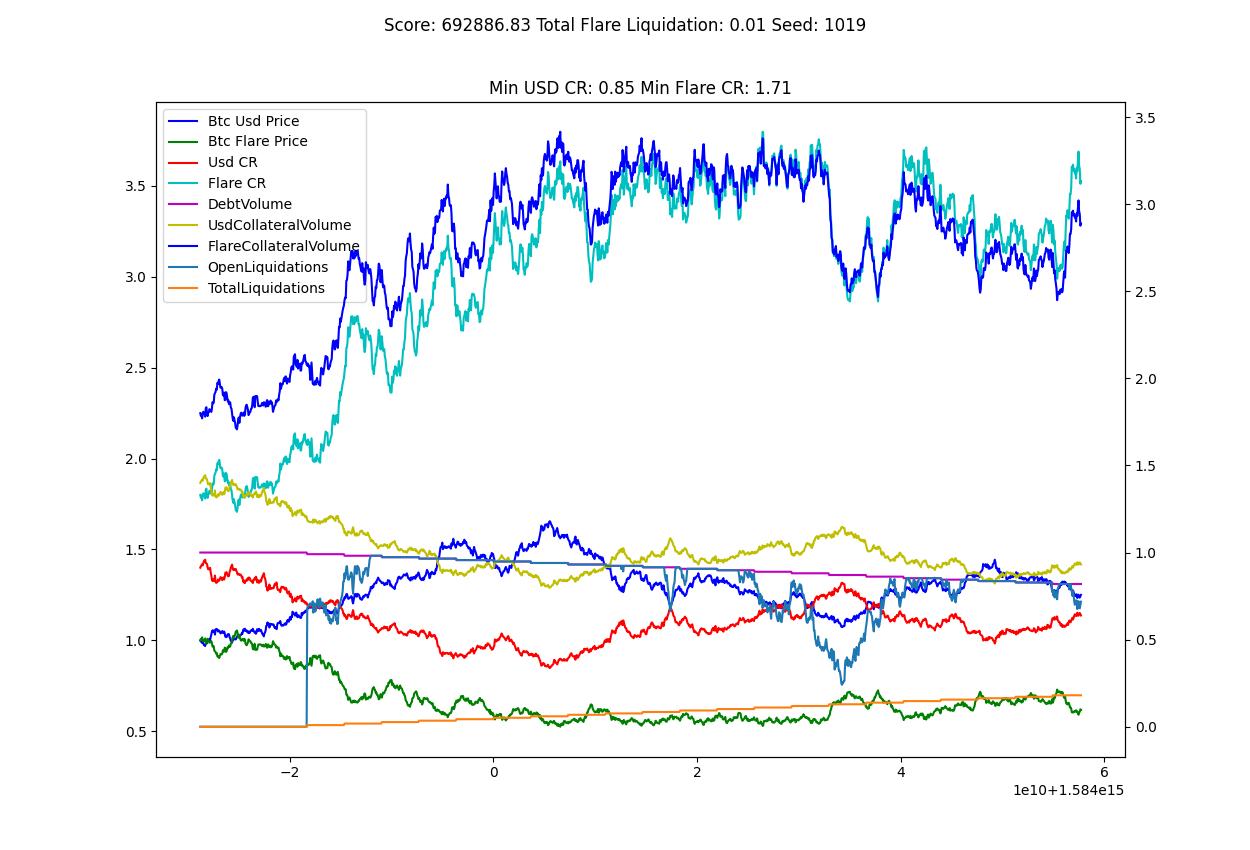 Score: 692886.83 Total Flare Liquidation: 0.01 Seed: 1019
Min USD CR: 0.85 Min Flare CR: 1.71
Btc Usd Price
Btc Flare Price
Usd CR
Flare CR
DebtVolume
UsdCollateralVolume
FlareCollateralVolume
OpenLiquidations
TotalLiquidations
3.5
3.0
2.5
2.0
1.5
1.0
0.5
3.5
3.0
2.5
2.0
1.5
1.0
0.5
0.0
−2
0
2
4
6
1e10+1.584e15